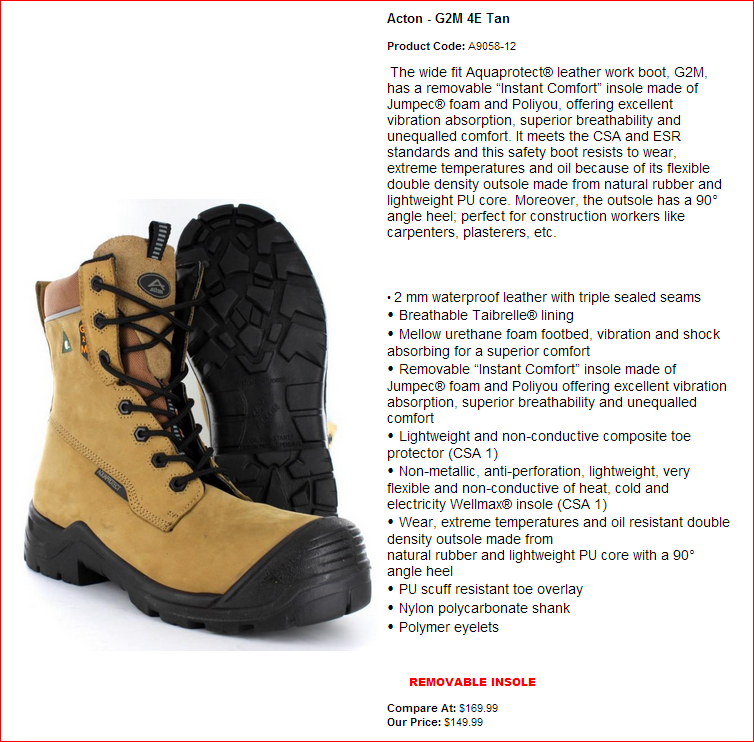 Acton - G2M 4E Tan
Product Code: A9058-12
The wide fit Aquaprotect® leather work boot, G2M,
has a removable “Instant Comfort” insole made of
Jumpec® foam and Poliyou, offering excellent
vibration absorption, superior breathability and
unequalled comfort. It meets the CSA and ESR
standards and this safety boot resists to wear,
extreme temperatures and oil because of its flexible
double density outsole made from natural rubber and
lightweight PU core. Moreover, the outsole has a 90°
angle heel; perfect for construction workers like
carpenters, plasterers, etc.
• 2 mm waterproof leather with triple sealed seams
• Breathable Taibrelle® lining
• Mellow urethane foam footbed, vibration and shock
absorbing for a superior comfort
• Removable “Instant Comfort” insole made of
Jumpec® foam and Poliyou offering excellent vibration
absorption, superior breathability and unequalled
comfort
• Lightweight and non-conductive composite toe
protector (CSA 1)
• Non-metallic, anti-perforation, lightweight, very
flexible and non-conductive of heat, cold and
electricity Wellmax® insole (CSA 1)
• Wear, extreme temperatures and oil resistant double
density outsole made from
natural rubber and lightweight PU core with a 90°
angle heel
• PU scuff resistant toe overlay
• Nylon polycarbonate shank
• Polymer eyelets
REMOVABLE INSOLE
Compare At: $169.99
Our Price: $149.99
G2M